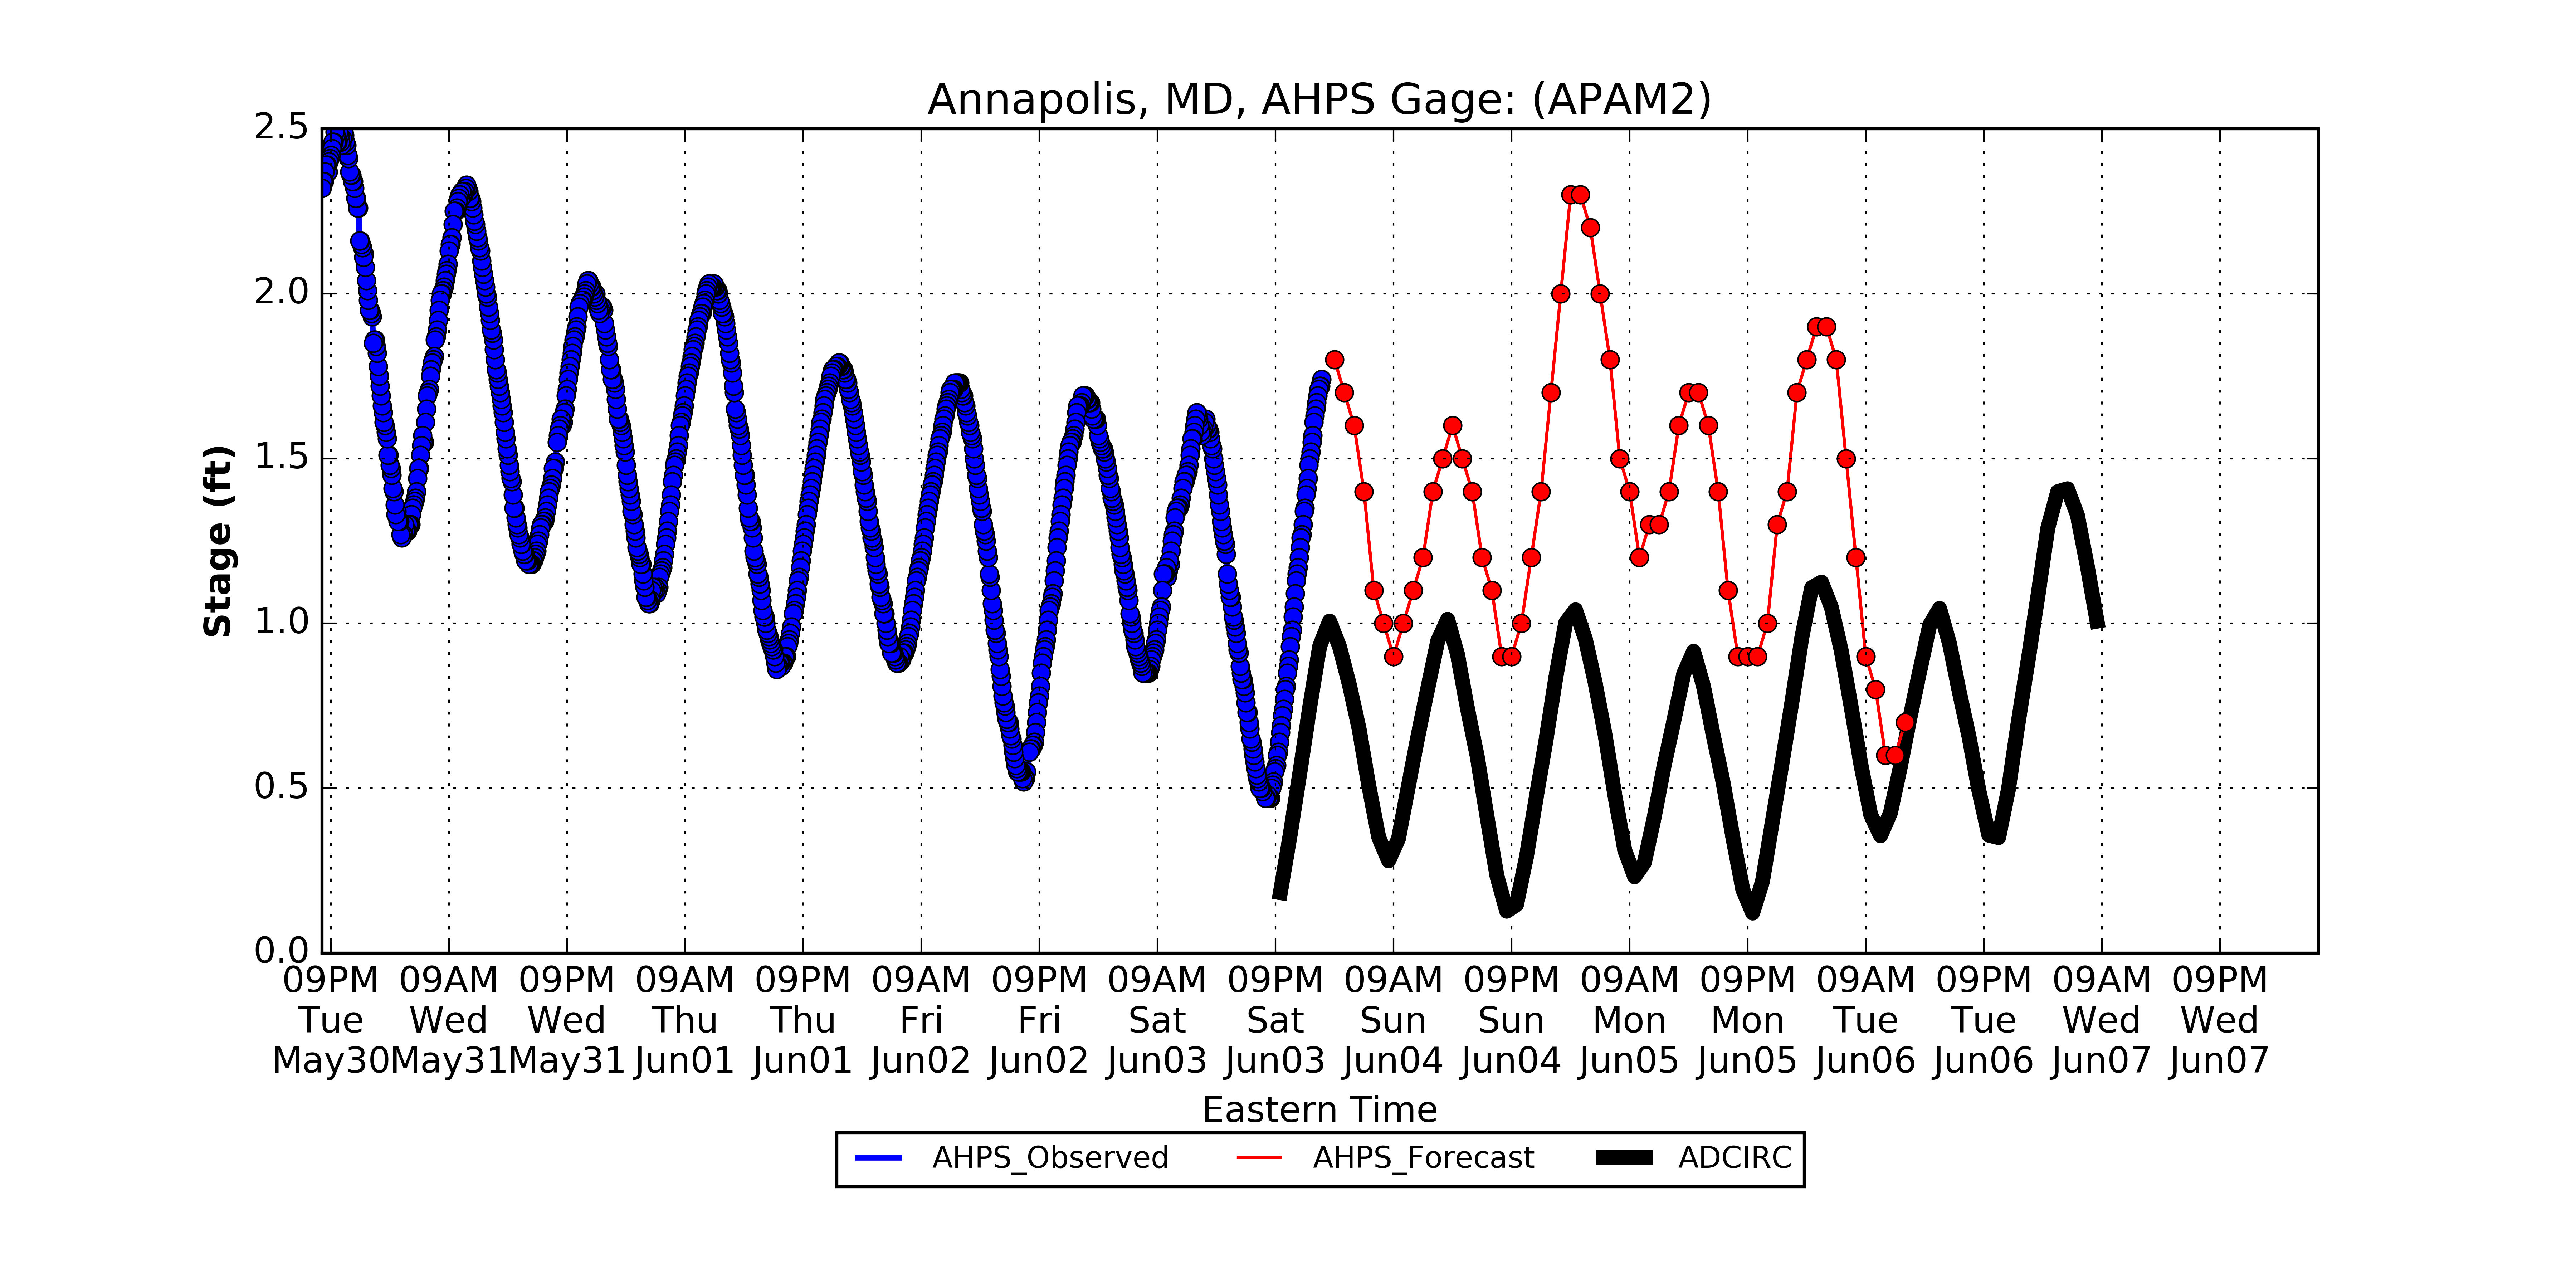 Annapolis, MD, AHPS Gage: (APAM2)
2.5
2.0
1.5
1.0
0.5
0.0
Stage (ft)
09PM 09AM 09PM 09AM 09PM 09AM 09PM 09AM 09PM 09AM 09PM 09AM 09PM 09AM 09PM 09AM 09PM
Tue Wed Wed Thu Thu Fri Fri Sat Sat Sun Sun Mon Mon Tue Tue Wed Wed
May30 May31 May31 Jun01 Jun01 Jun02 Jun02 Jun03 Jun03 Jun04 Jun04 Jun05 Jun05 Jun06 Jun06 Jun07 Jun07
Eastern Time
AHPS_Observed AHPS_Forecast ADCIRC